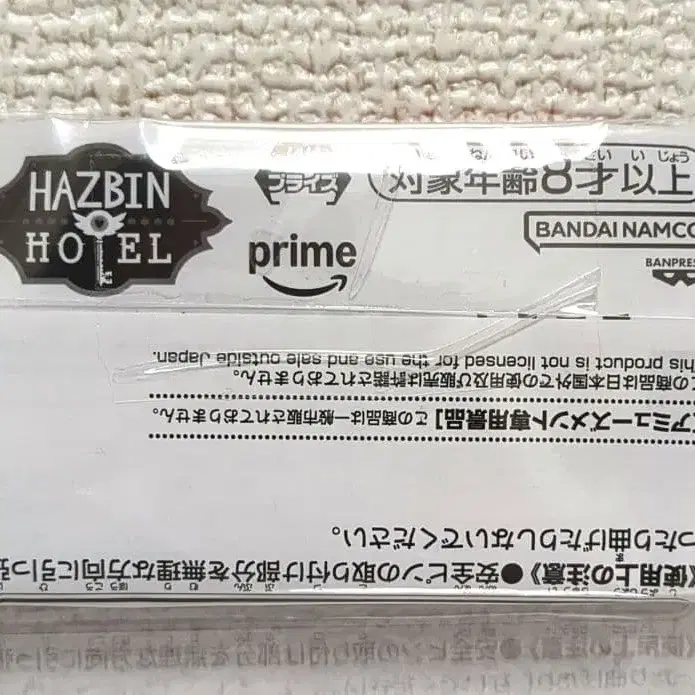 HAZBIN
HOTEL
プライズ
prime
対象年齢8才以上
BANDAI NAMCO
BANPRES
This product is not licensed for the use and sale outside Japan.
この商品は日本国外での使用及び販売は許諾されておりません。
アミューズメント専用景品】この商品は一般市販されておりません。
ったり曲げたりしないでください。
《使用上の注意》●安全ピンの取り付け部分を無理な方向に引っ張